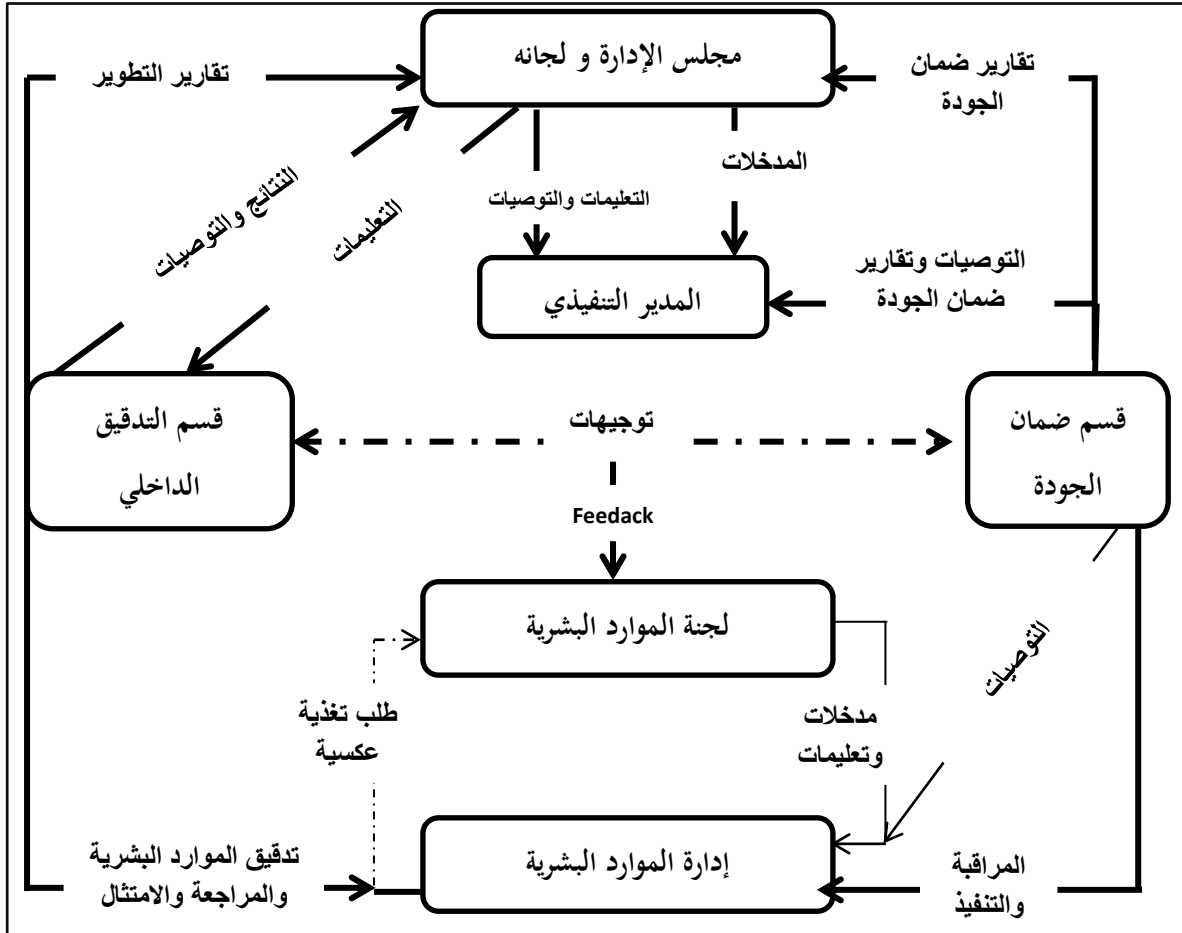 مجلس الإدارة و لجانه
تقارير التطوير
تقارير ضمان
الجودة
المدخلات
التعليمات والتوصيات
النتائج والتوصيات
التعليمات
التوصيات وتقارير
ضمان الجودة
المدير التنفيذي
قسم التدقيق
الداخلي
توجيهات
قسم ضمان
الجودة
Feedack
لجنة الموارد البشرية
التوصيات
طلب تغذية
عكسية
مدخلات
وتعليمات
تدقيق الموارد البشرية
والمراجعة والامتثال
إدارة الموارد البشرية
المراقبة
والتنفيذ